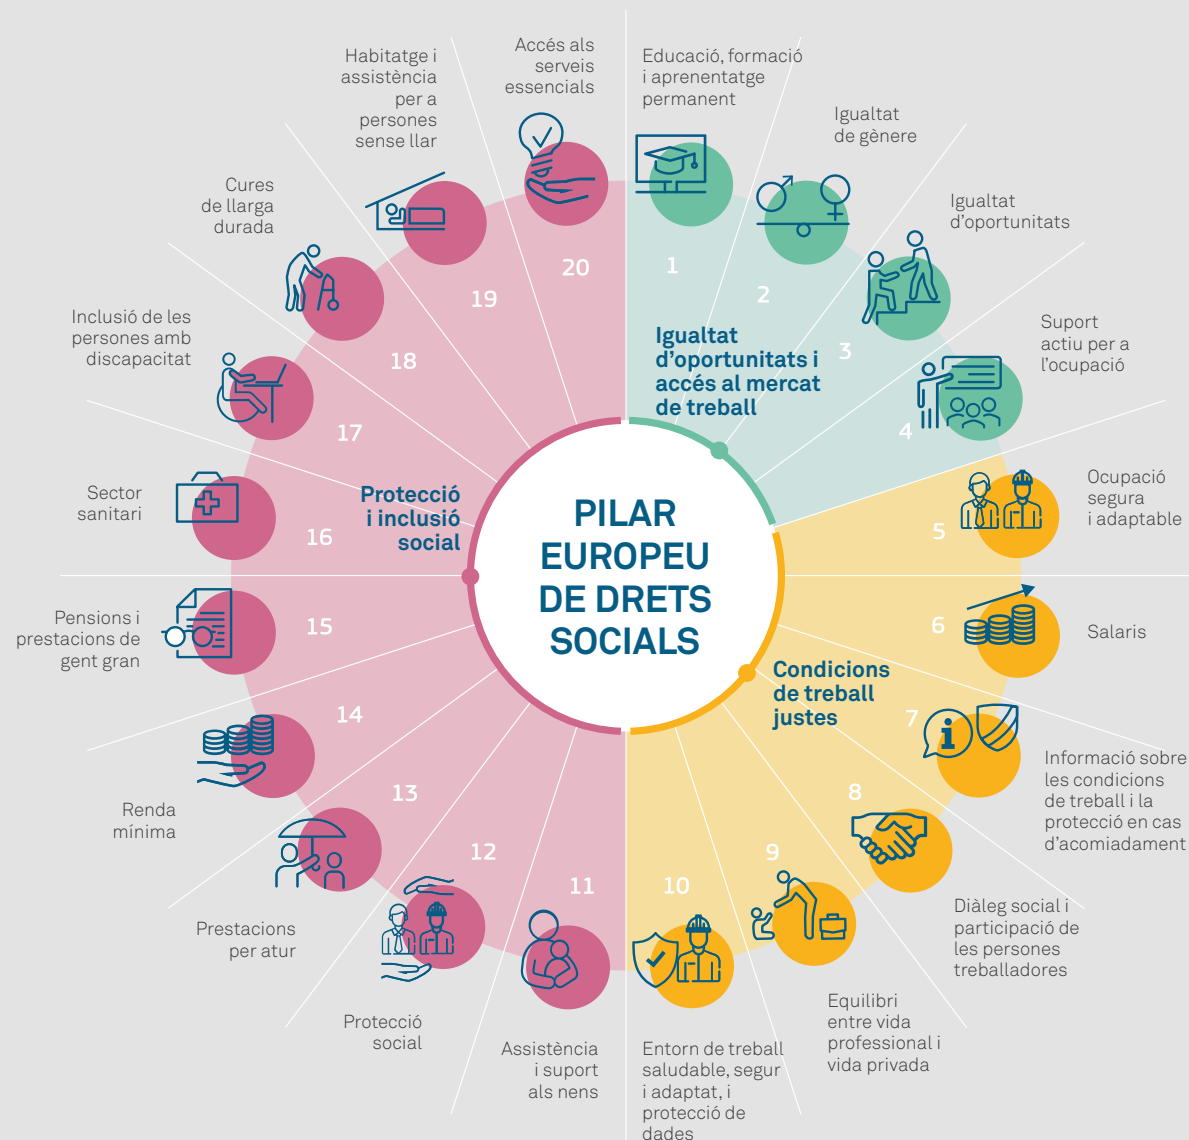 PILAR
EUROPEU
DE DRETS
SOCIALS
Igualtat
d'oportunitats i
accés al mercat
de treball
1
Educació, formació
i aprenentatge
permanent
2
Igualtat
de gènere
3
Igualtat
d'oportunitats
4
Suport
actiu per a
l'ocupació
Condicions
de treball
justes
5
Ocupació
segura
i adaptable
6
Salaris
7
i
Informació sobre
les condicions
de treball i la
protecció en cas
d'acomiadament
8
Diàleg social i
participació de
les persones
treballadores
9
Equilibri
entre vida
professional i
vida privada
10
Entorn de treball
saludable, segur
i adaptat, i
protecció de
dades
Protecció
i inclusió
social
11
Assistència
i suport
als nens
12
Protecció
social
13
Prestacions
per atur
14
Renda
mínima
15
Pensions i
prestacions de
gent gran
16
Sector
sanitari
17
Inclusió de les
persones amb
discapacitat
18
Cures
de llarga
durada
19
Habitatge i
assistència
per a
persones
sense llar
20
Accés als
serveis
essencials